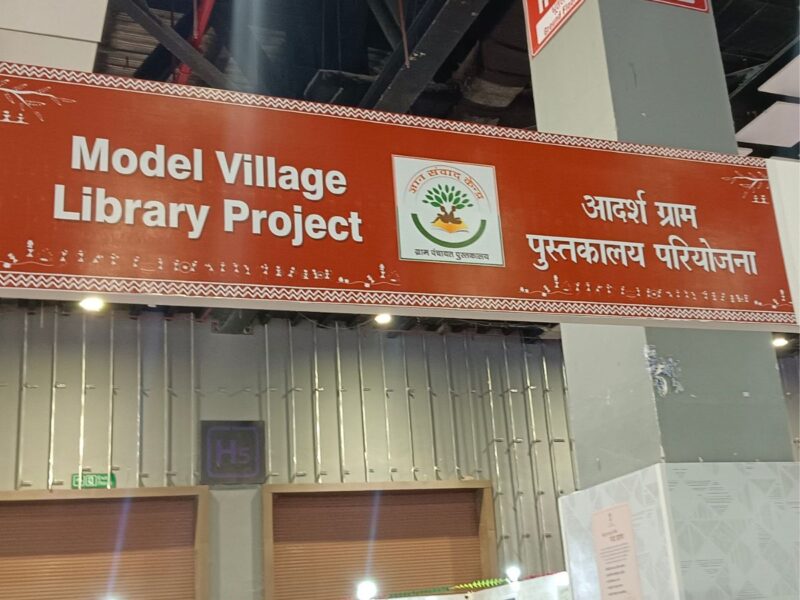 Model Village
Library Project
ज्ञान संवाद केन्द्र
ग्राम पंचायत पुस्तकालय
आदर्श ग्राम
पुस्तकालय परियोजना
H5